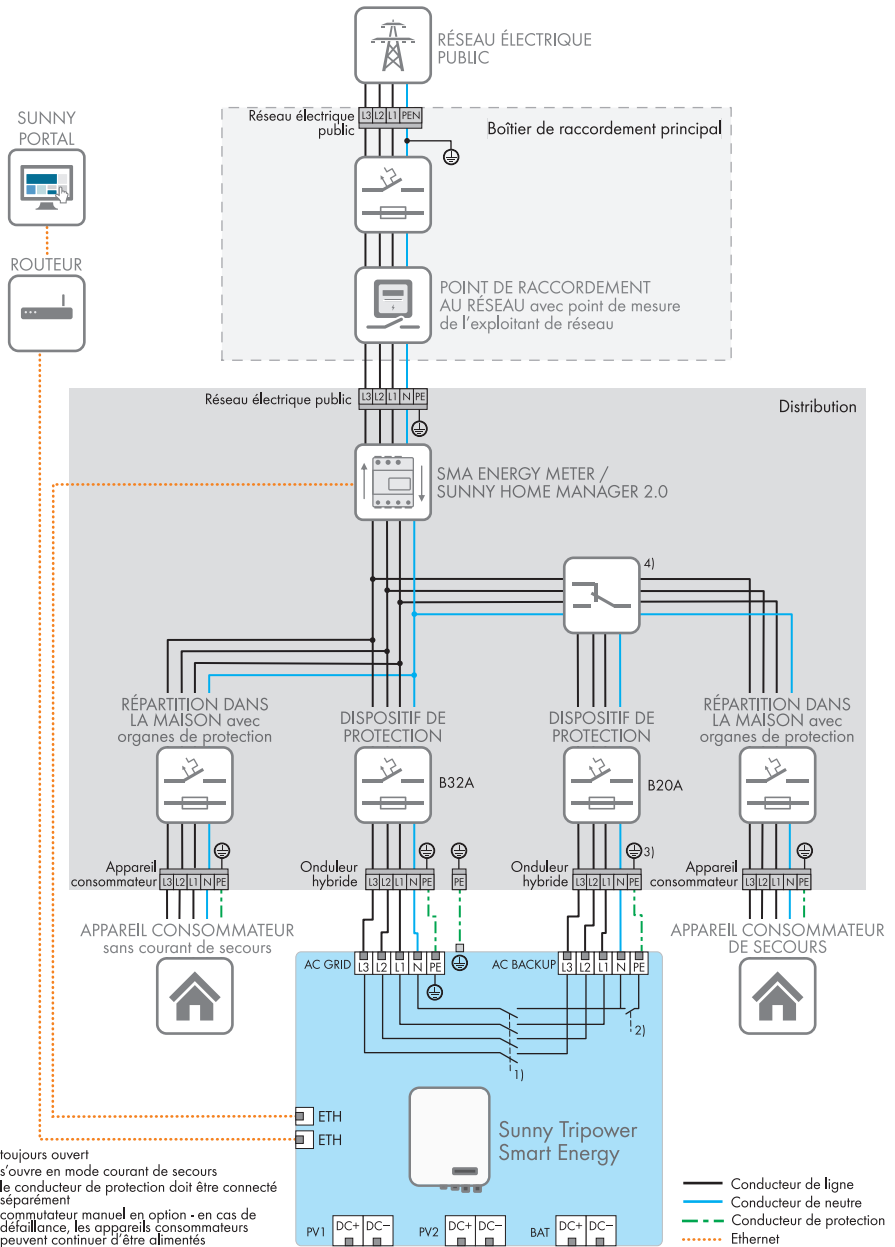 RÉSEAU ÉLECTRIQUE
PUBLIC
Réseau électrique
public
L3 L2 L1 PEN
Boîtier de raccordement principal
SUNNY
PORTAL
ROUTEUR
POINT DE RACCORDEMENT
AU RÉSEAU avec point de mesure
de l'exploitant de réseau
Réseau électrique public
L3 L2 L1 N PE
Distribution
SMA ENERGY METER /
SUNNY HOME MANAGER 2.0
4)
RÉPARTITION DANS
LA MAISON avec
organes de protection
DISPOSITIF DE
PROTECTION
B32A
DISPOSITIF DE
PROTECTION
B20A
RÉPARTITION DANS
LA MAISON avec
organes de protection
Appareil
consommateur
L3 L2 L1 N PE
Onduleur
hybride
L3 L2 L1 N PE
PE
Onduleur
hybride
L3 L2 L1 N PE
3)
Appareil
consommateur
L3 L2 L1 N PE
APPAREIL CONSOMMATEUR
sans courant de secours
APPAREIL CONSOMMATEUR
DE SECOURS
AC GRID
L3 L2 L1 N PE
AC BACKUP
L3 L2 L1 N PE
2)
1)
ETH
ETH
Sunny Tripower
Smart Energy
PV1 DC+ DC−
PV2 DC+ DC−
BAT DC+ DC−
toujours ouvert
s'ouvre en mode courant de secours
le conducteur de protection doit être connecté
séparément
commutateur manuel en option - en cas de
défaillance, les appareils consommateurs
peuvent continuer d'être alimentés
Conducteur de ligne
Conducteur de neutre
Conducteur de protection
Ethernet